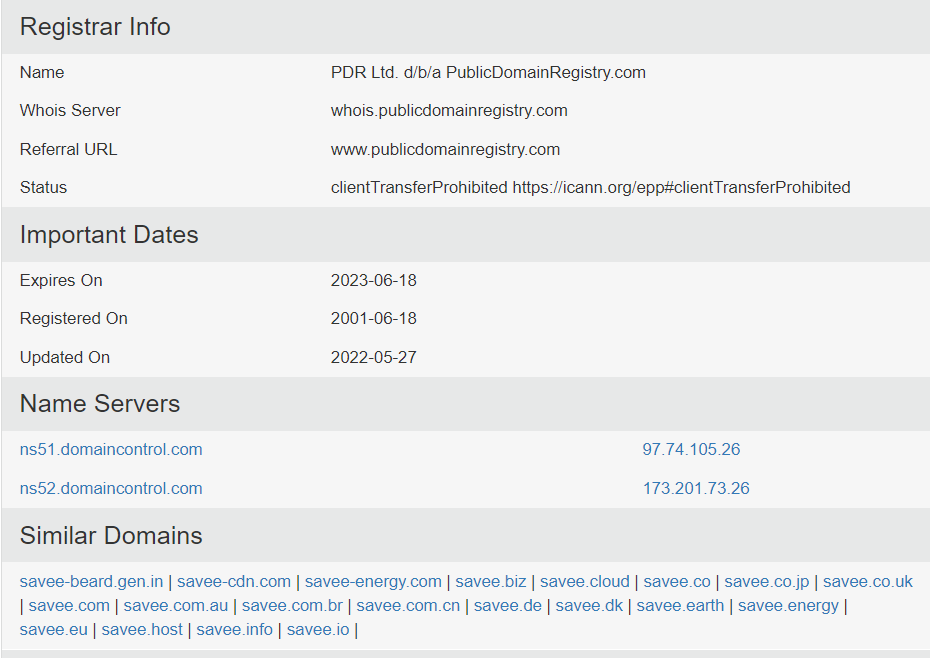 Registrar Info
Name PDR Ltd. d/b/a PublicDomainRegistry.com
Whois Server whois.publicdomainregistry.com
Referral URL www.publicdomainregistry.com
Status clientTransferProhibited https://icann.org/epp#clientTransferProhibited
Important Dates
Expires On 2023-06-18
Registered On 2001-06-18
Updated On 2022-05-27
Name Servers
ns51.domaincontrol.com 97.74.105.26
ns52.domaincontrol.com 173.201.73.26
Similar Domains
savee-beard.gen.in | savee-cdn.com | savee-energy.com | savee.biz | savee.cloud | savee.co | savee.co.jp | savee.co.uk
| savee.com | savee.com.au | savee.com.br | savee.com.cn | savee.de | savee.dk | savee.earth | savee.energy |
savee.eu | savee.host | savee.info | savee.io |